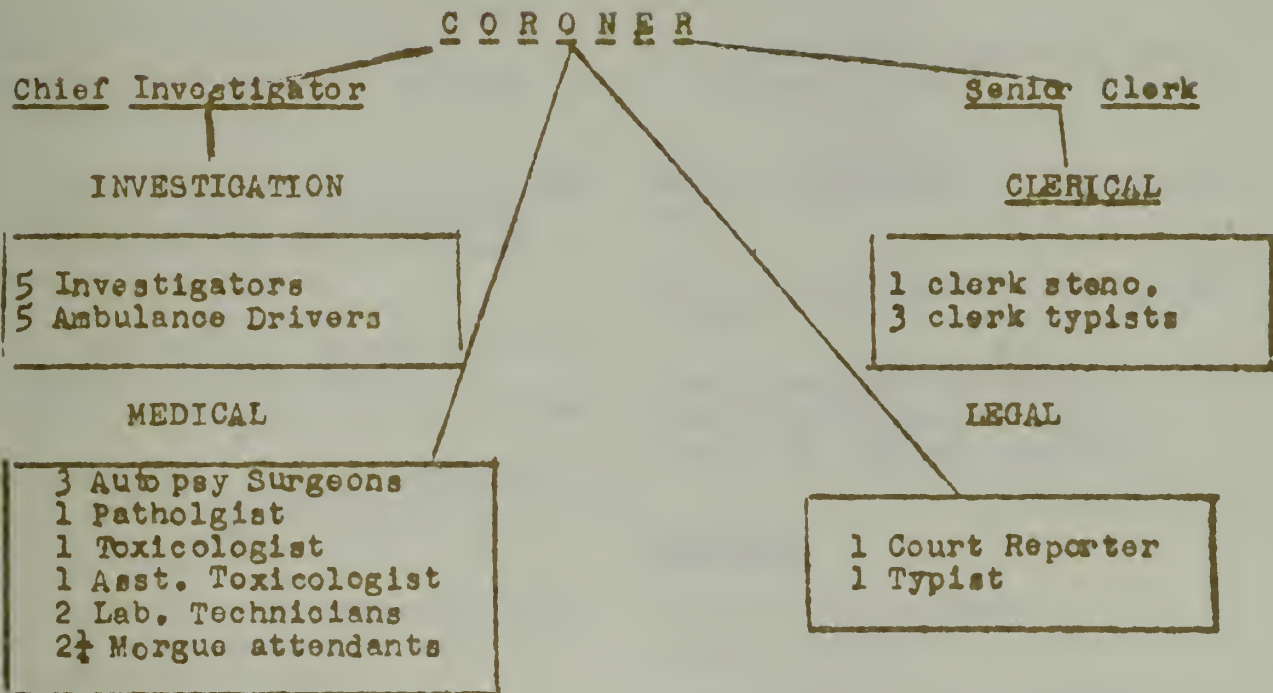 CORONER
Chief Investigator
Senior Clerk
INVESTIGATION
CLERICAL
5 Investigators
5 Ambulance Drivers
1 clerk steno.
3 clerk typists
MEDICAL
LEGAL
3 Autopsy Surgeons
1 Patholgist
1 Toxicologist
1 Asst. Toxicologist
2 Lab. Technicians
Morgue attendants
1 Court Reporter
1 Typist